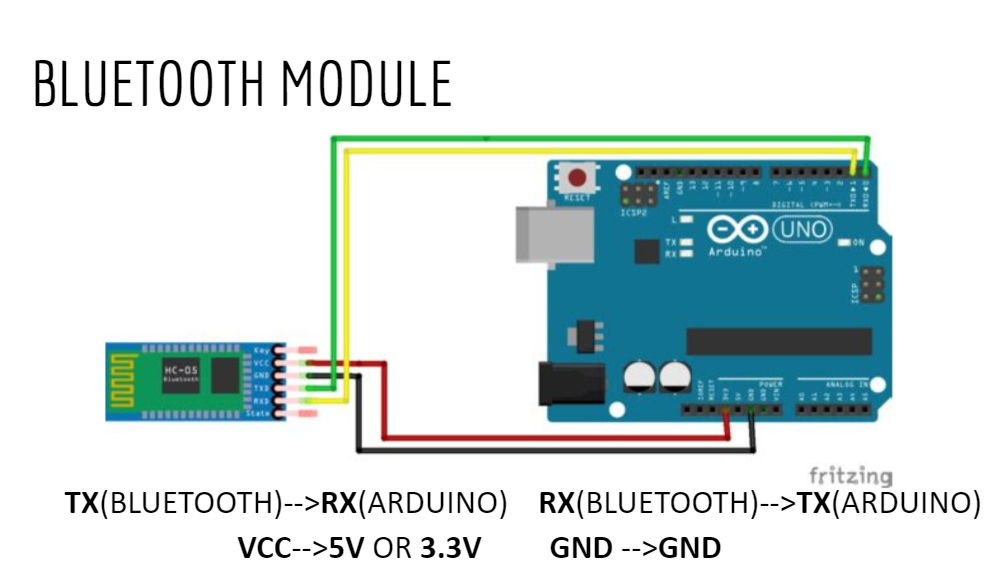 BLUETOOTH MODULE
RESET
ICSP2
AREF
GND
13
12
~11
~10
~9
8
7
~6
~5
4
~3
2
TXD▶1
RXD◀0
DIGITAL (PWM=~)
L
TX
RX
Arduino™
UNO
ON
ICSP
Key
VCC
GND
TXD
RXD
State
HC-05
Bluetooth
IOREF
RESET
3V3
5V
GND
GND
VIN
POWER
ANALOG IN
A0
A1
A2
A3
A4
A5
fritzing
TX(BLUETOOTH)-->RX(ARDUINO) RX(BLUETOOTH)-->TX(ARDUINO)
VCC-->5V OR 3.3V GND -->GND